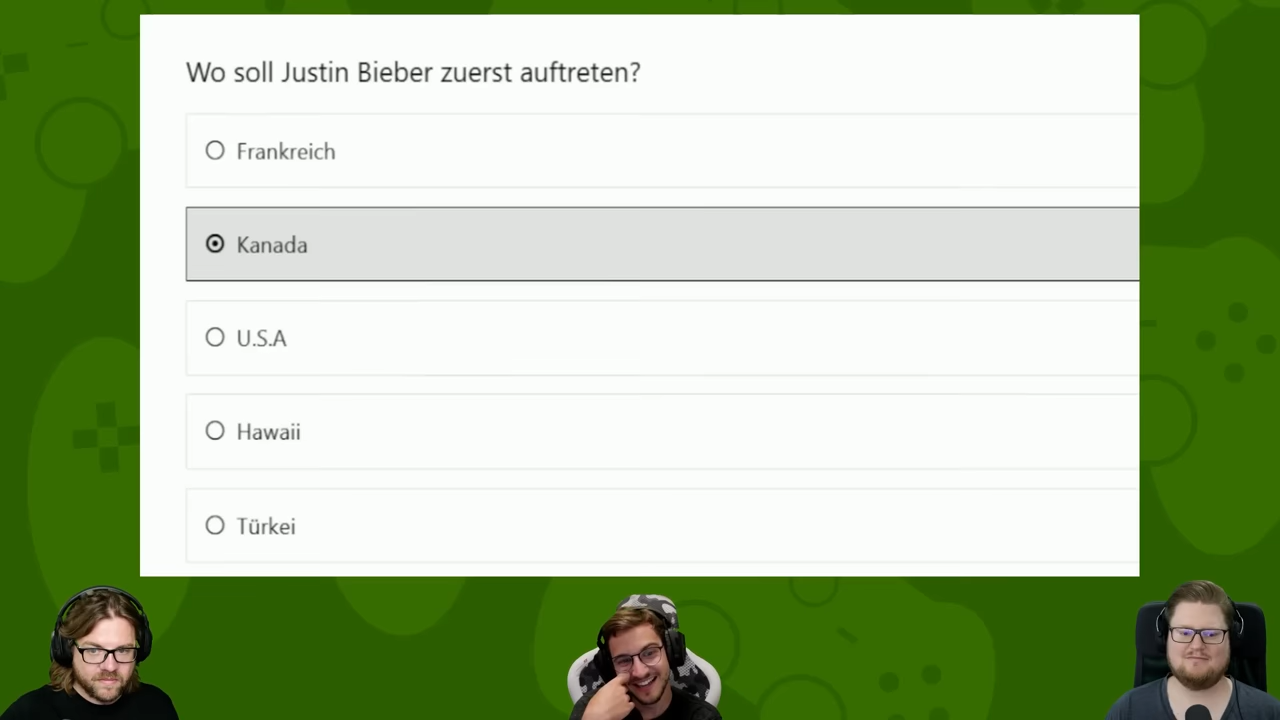 Wo soll Justin Bieber zuerst auftreten?
Frankreich
Kanada
U.S.A
Hawaii
Türkei